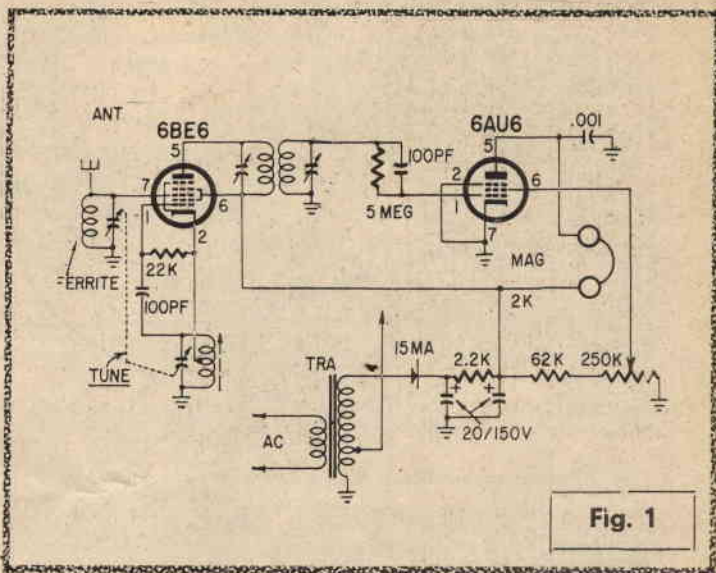 ANT.
6BE6
6AU6
5
5
.001
7
6
2
6
1
2
1
7
100PF
5 MEG
22K
FERRITE
100PF
MAG
2K
TUNE
TRA
15MA
2.2K
62K
250K
+
+
20/150V
AC
Fig. 1